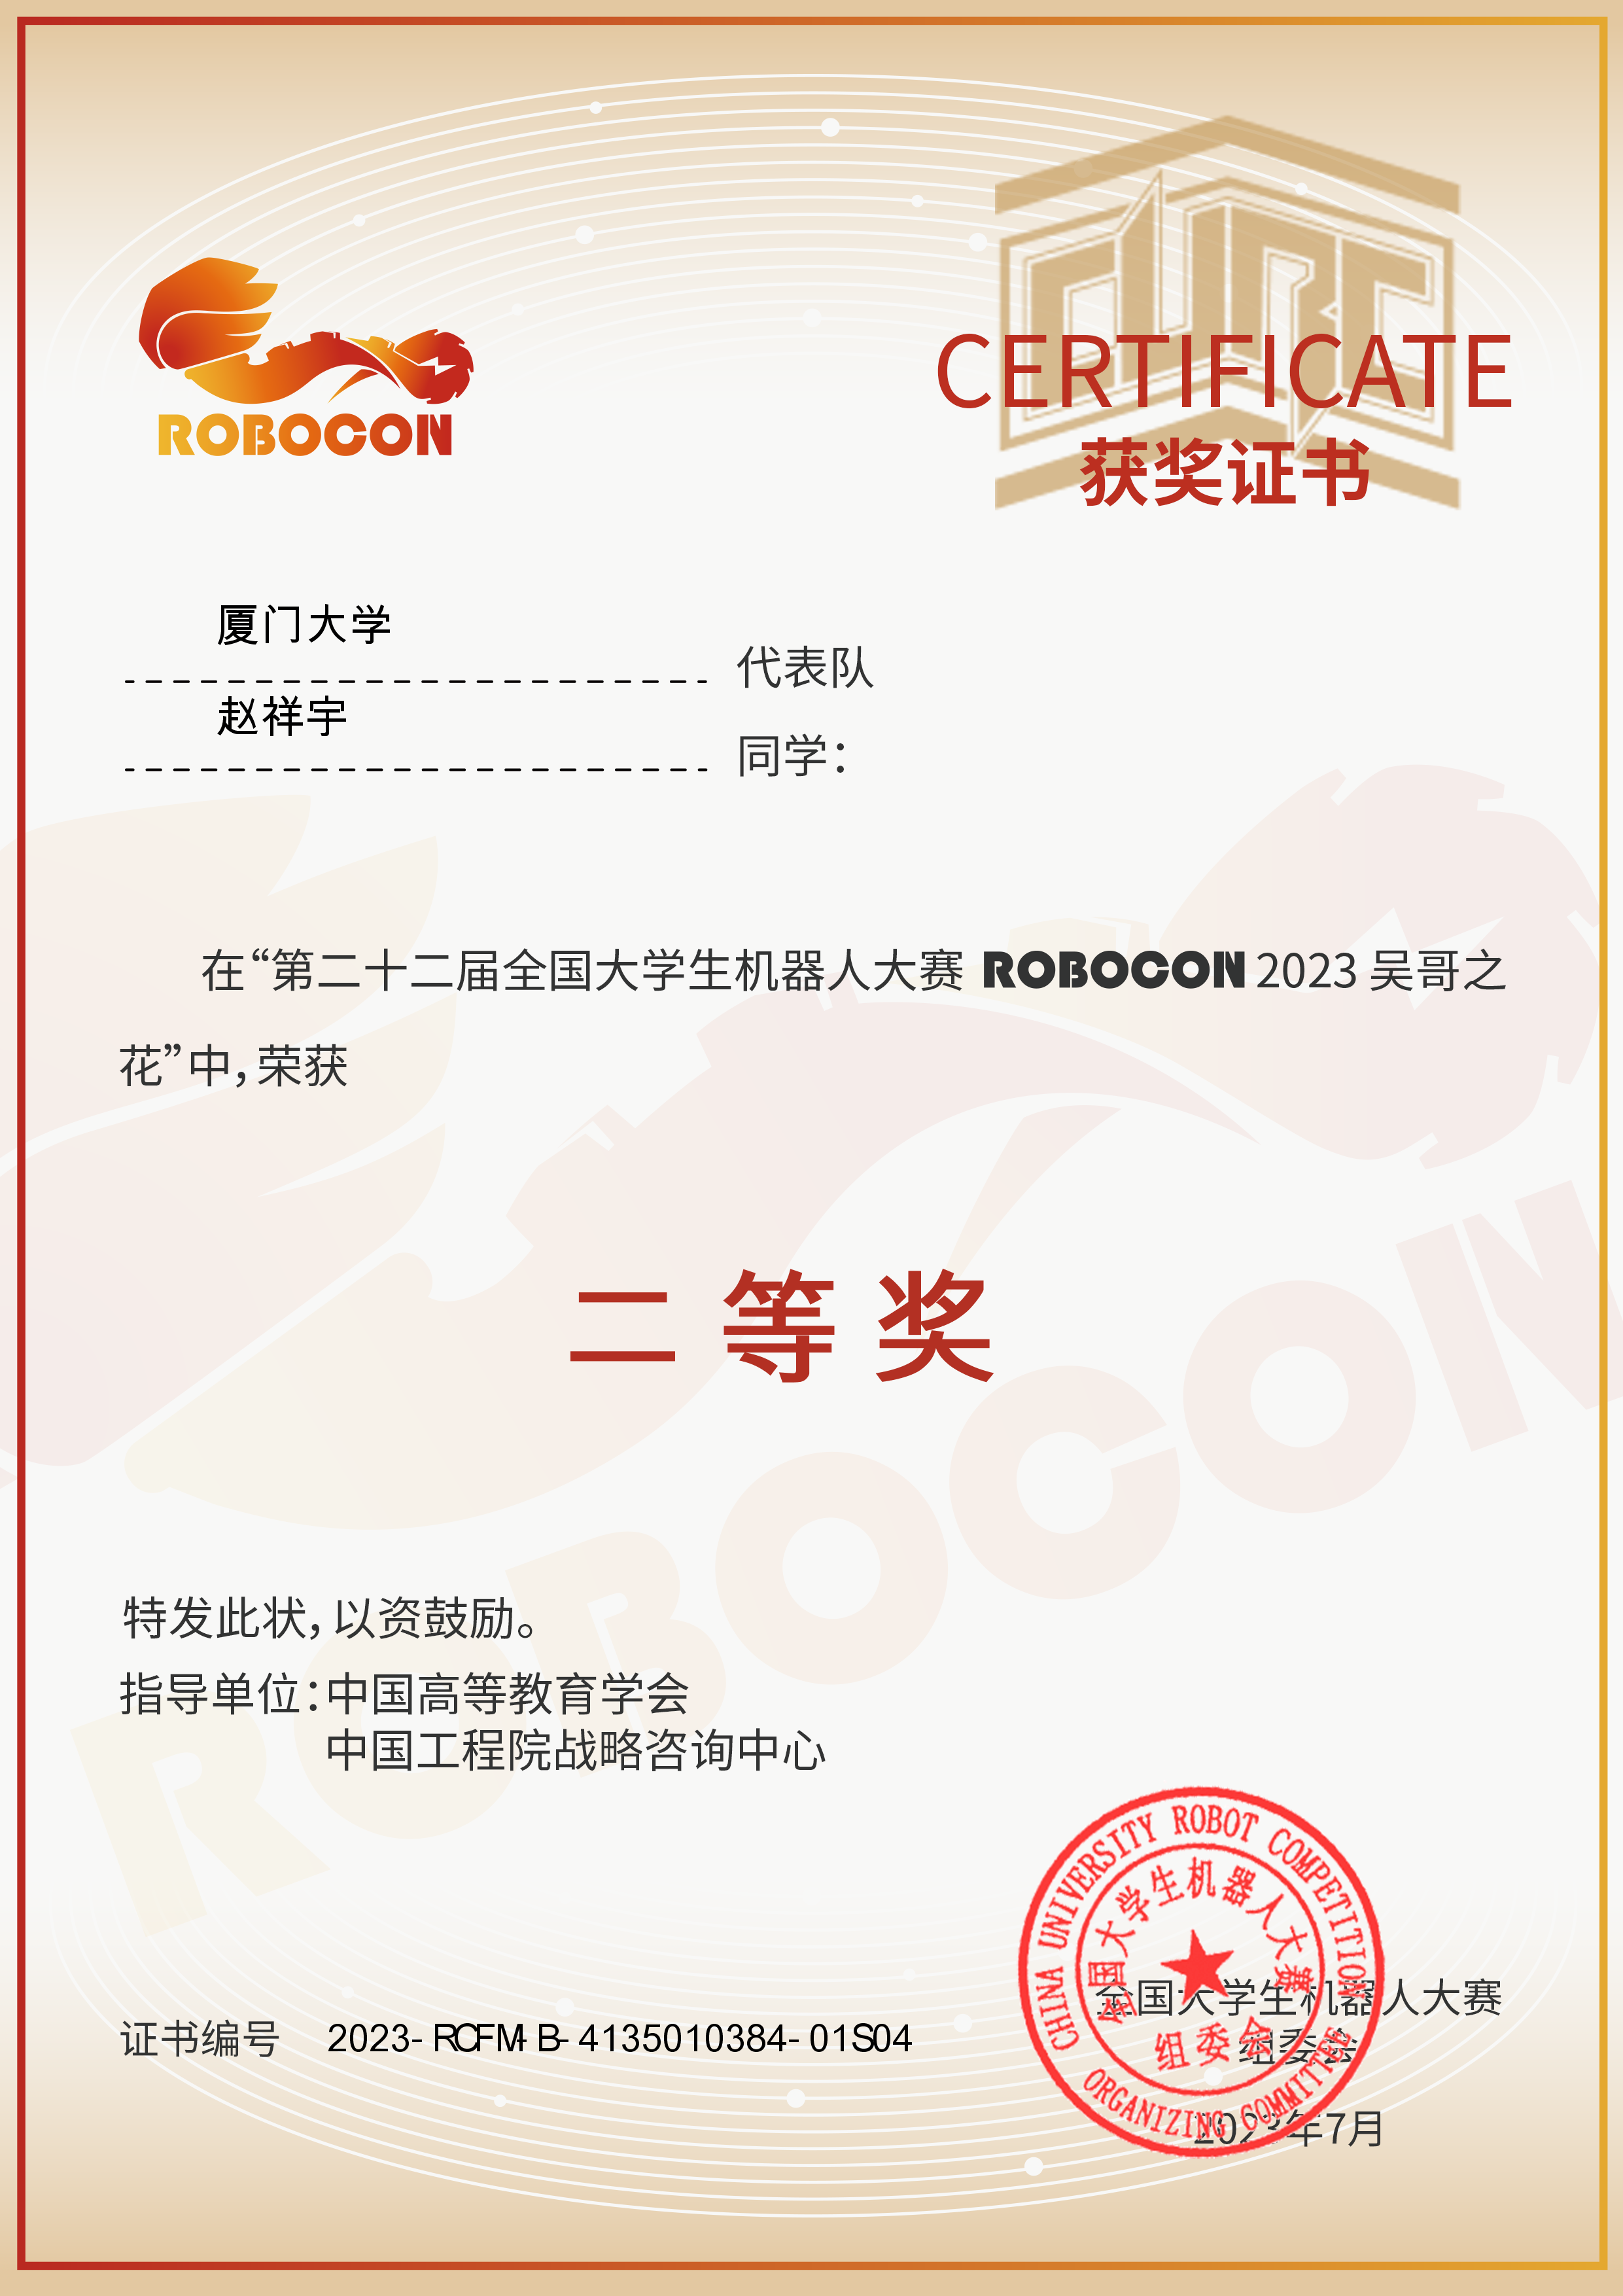 ROBOCON
CERTIFICATE
获奖证书
厦门大学
代表队
赵祥宇
同学：
在“第二十二届全国大学生机器人大赛 ROBOCON 2023 吴哥之
花”中，荣获
二等奖
特发此状，以资鼓励。
指导单位：中国高等教育学会
中国工程院战略咨询中心
证书编号 2023-RCFM-B-4135010384-01S04
全国大学生机器人大赛
组委会
2023年7月
CHINA UNIVERSITY ROBOT COMPETITION
全国大学生机器人大赛
组委会
ORGANIZING COMMITTEE
ROBOCON